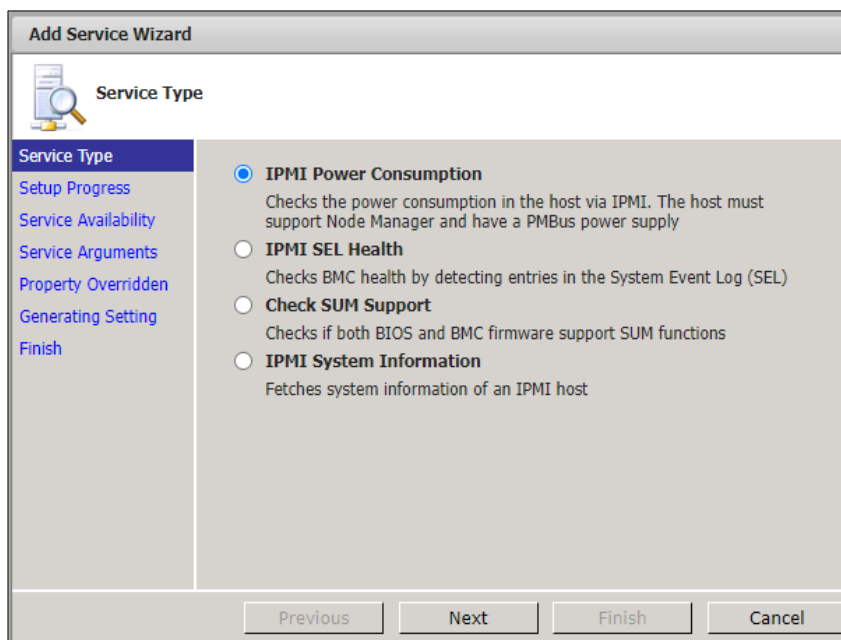 Add Service Wizard
Service Type
Service Type
Setup Progress
Service Availability
Service Arguments
Property Overridden
Generating Setting
Finish
IPMI Power Consumption
Checks the power consumption in the host via IPMI. The host must
support Node Manager and have a PMBus power supply
IPMI SEL Health
Checks BMC health by detecting entries in the System Event Log (SEL)
Check SUM Support
Checks if both BIOS and BMC firmware support SUM functions
IPMI System Information
Fetches system information of an IPMI host
Previous
Next
Finish
Cancel